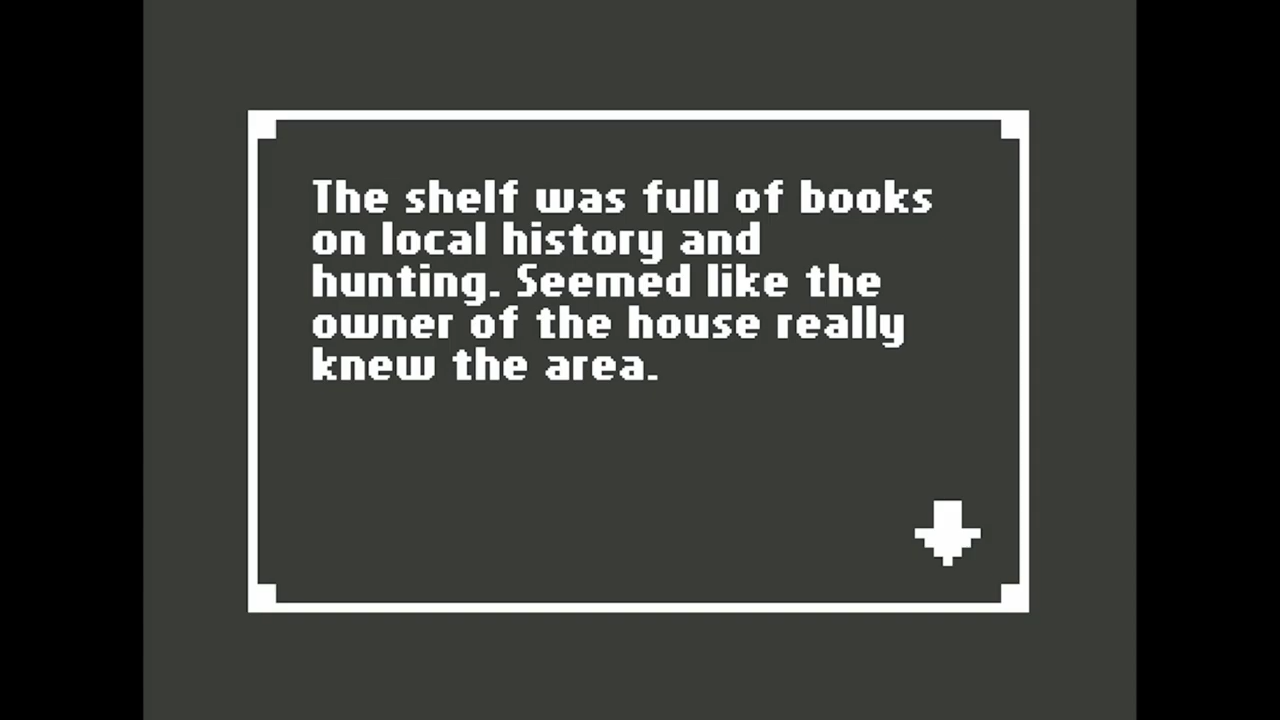 The shelf was full of books
on local history and
hunting. Seemed like the
owner of the house really
knew the area.